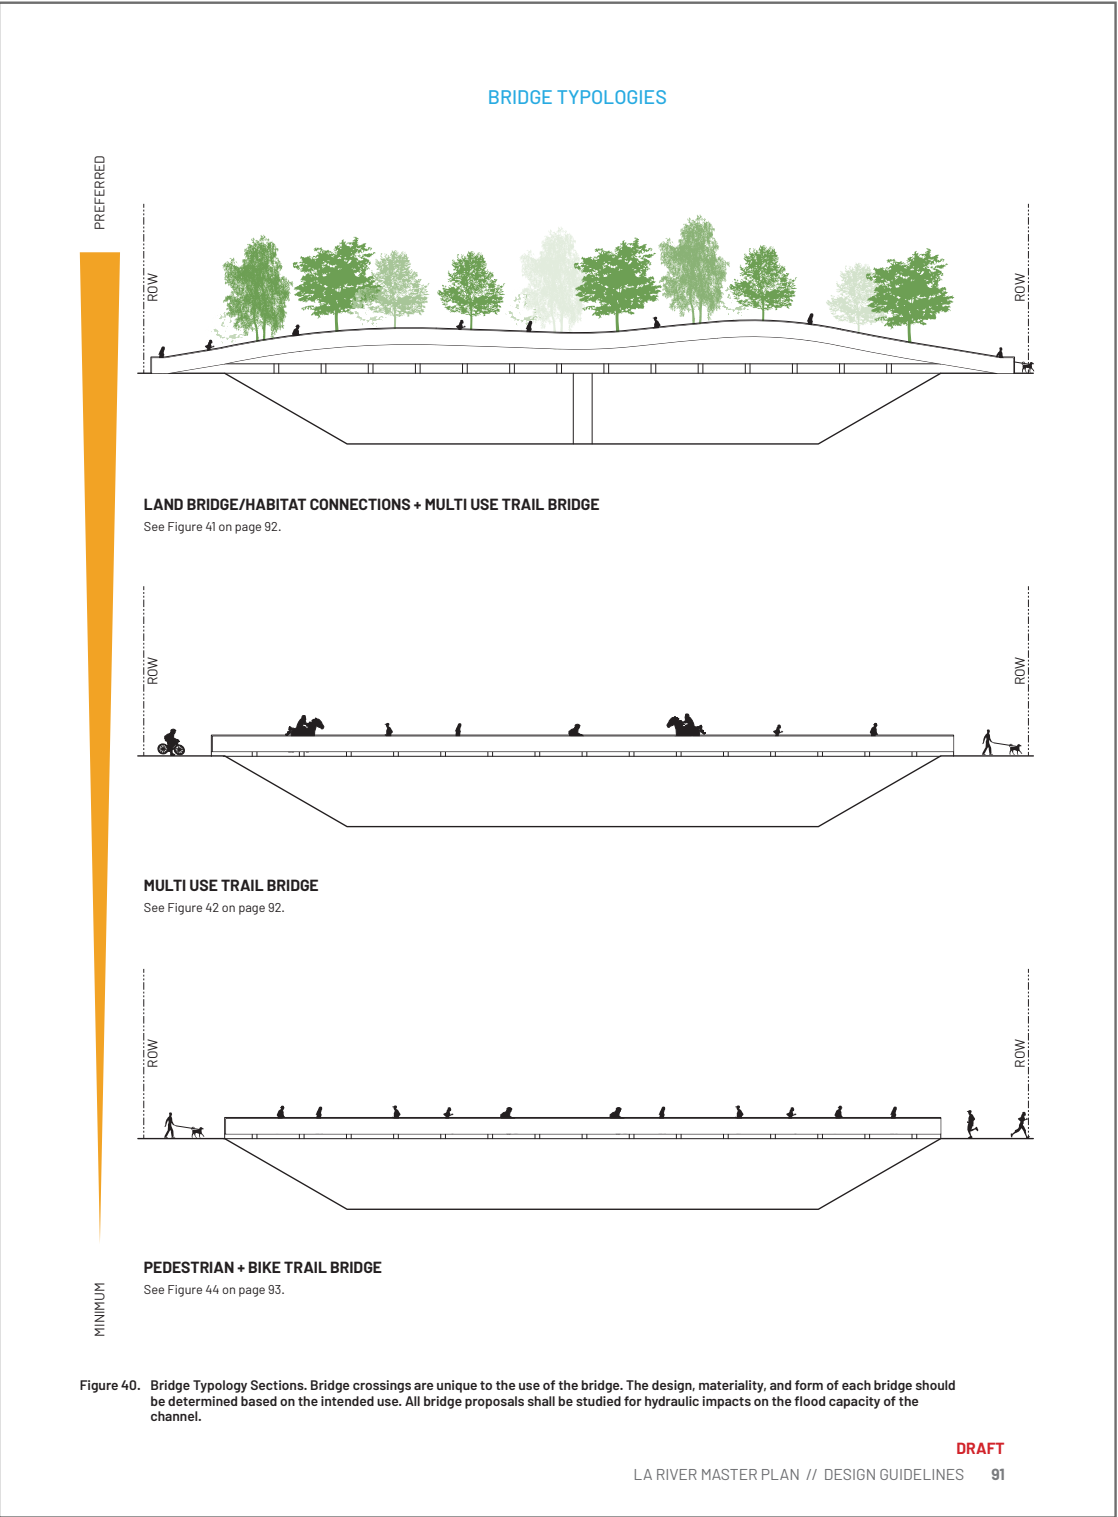 BRIDGE TYPOLOGIES
PREFERRED
ROW
ROW
LAND BRIDGE/HABITAT CONNECTIONS + MULTI USE TRAIL BRIDGE
See Figure 41 on page 92.
ROW
ROW
MULTI USE TRAIL BRIDGE
See Figure 42 on page 92.
ROW
ROW
PEDESTRIAN + BIKE TRAIL BRIDGE
See Figure 44 on page 93.
MINIMUM
Figure 40. Bridge Typology Sections. Bridge crossings are unique to the use of the bridge. The design, materiality, and form of each bridge should
be determined based on the intended use. All bridge proposals shall be studied for hydraulic impacts on the flood capacity of the
channel.
DRAFT
LA RIVER MASTER PLAN // DESIGN GUIDELINES 91